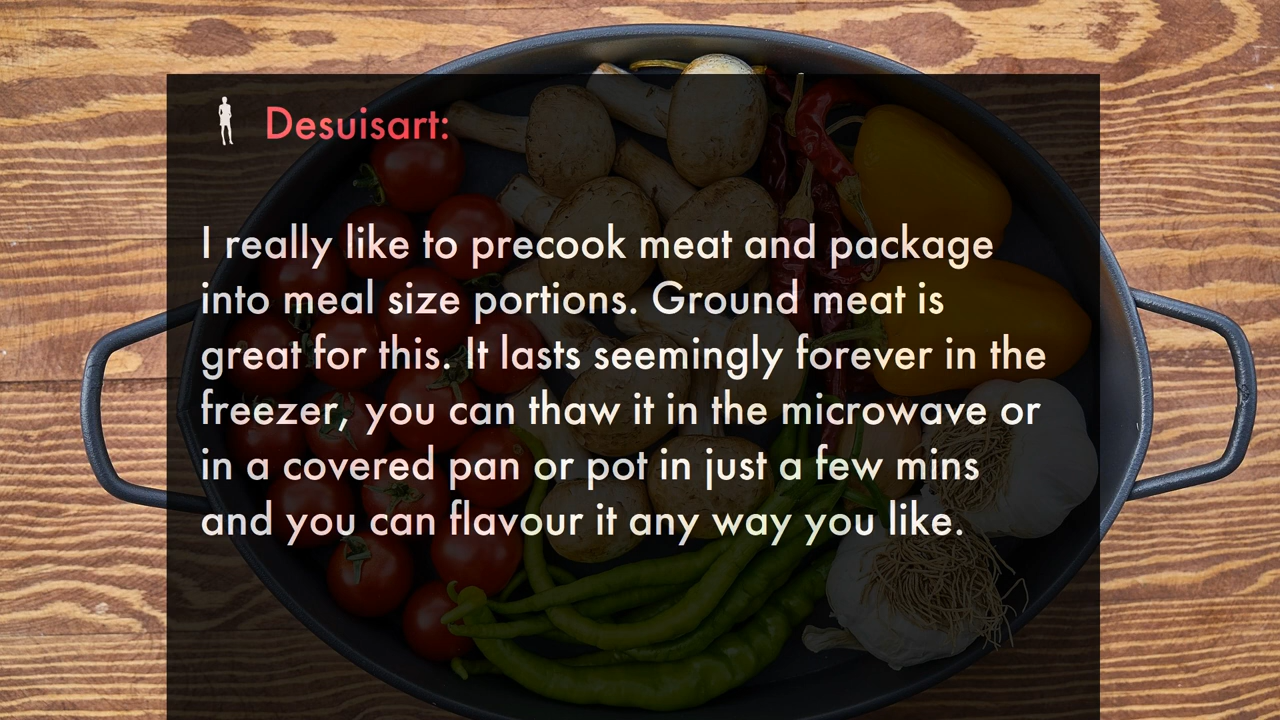 Desuisart:
I really like to precook meat and package
into meal size portions. Ground meat is
great for this. It lasts seemingly forever in the
freezer, you can thaw it in the microwave or
in a covered pan or pot in just a few mins
and you can flavour it any way you like.